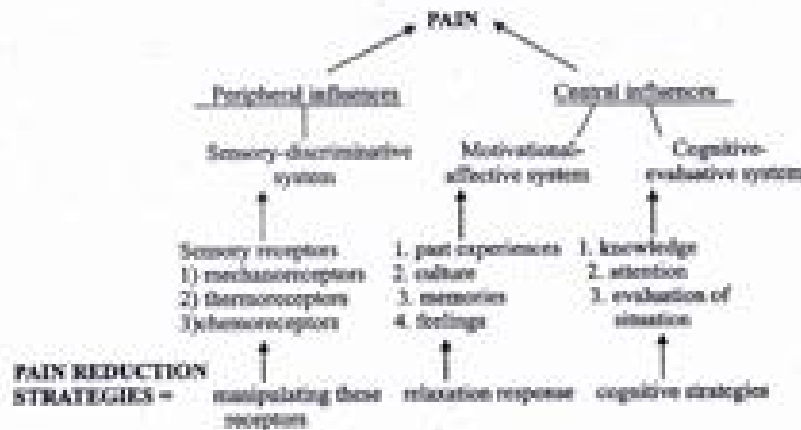 PAIN
Peripheral influences
Central influences
Sensory-discriminative
system
Motivational-
affective system
Cognitive-
evaluative system
Sensory receptors
1) mechanoreceptors
2) thermoreceptors
3)chemoreceptors
1. past experiences
2. culture
3. memories
4. feelings
1. knowledge
2. attention
3. evaluation of
situation
PAIN REDUCTION
STRATEGIES =
manipulating these
receptors
relaxation response
cognitive strategies